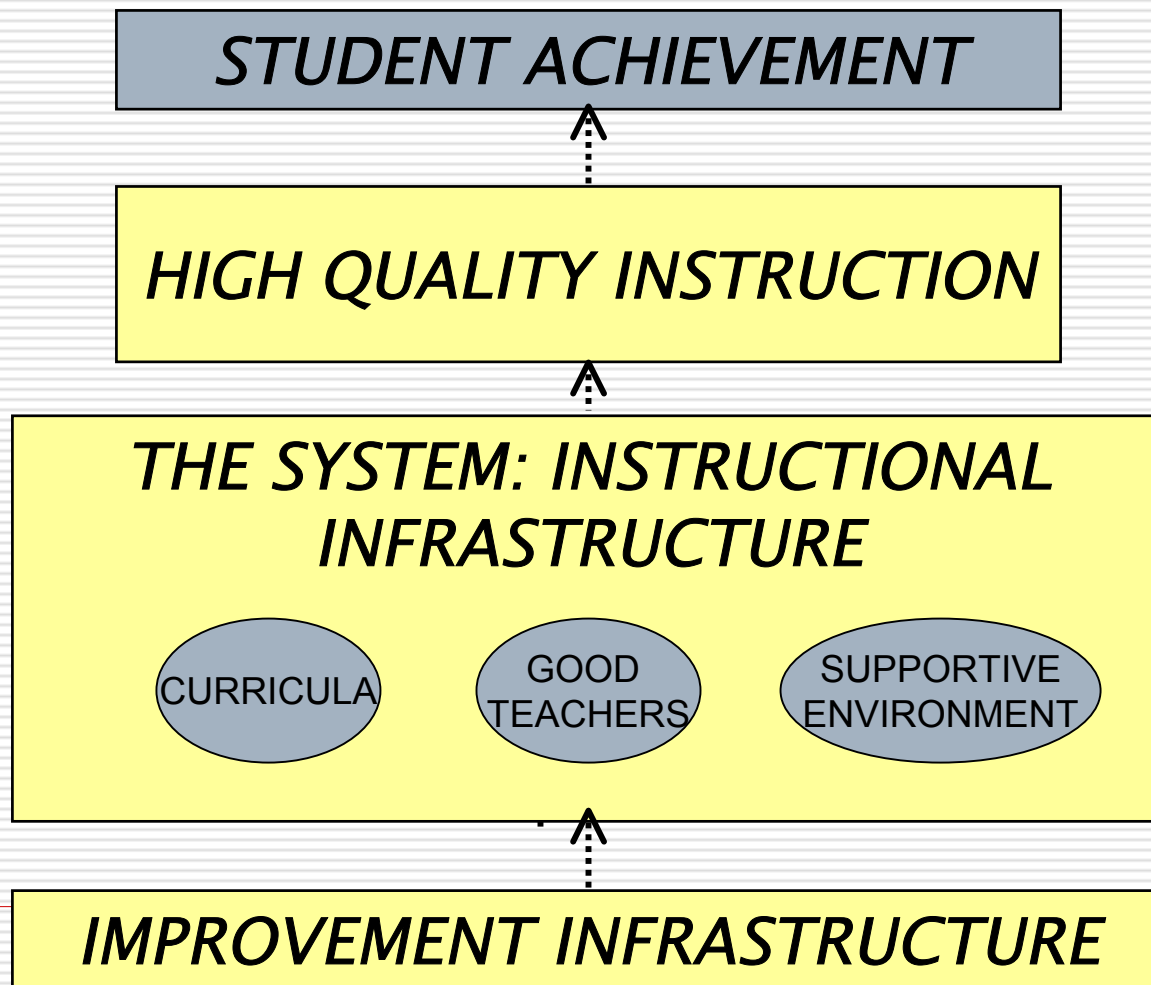 STUDENT ACHIEVEMENT
HIGH QUALITY INSTRUCTION
THE SYSTEM: INSTRUCTIONAL
INFRASTRUCTURE
CURRICULA
GOOD
TEACHERS
SUPPORTIVE
ENVIRONMENT
IMPROVEMENT INFRASTRUCTURE